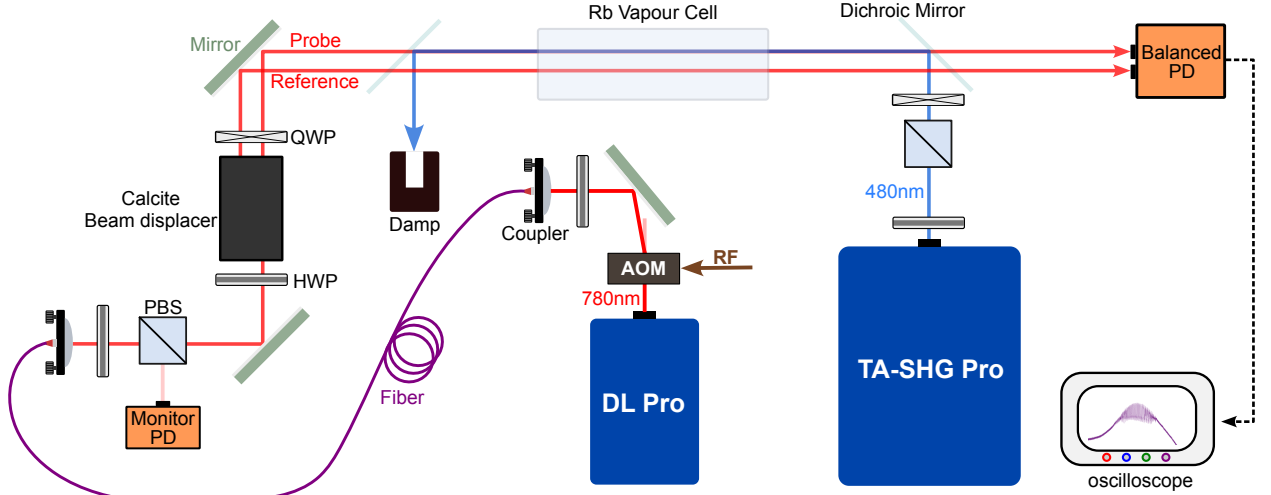 Rb Vapour Cell
Dichroic Mirror
Mirror
Probe
Reference
Balanced
PD
QWP
Calcite
Beam displacer
480nm
Damp
Coupler
AOM
RF
HWP
780nm
PBS
Fiber
Monitor
PD
DL Pro
TA-SHG Pro
oscilloscope